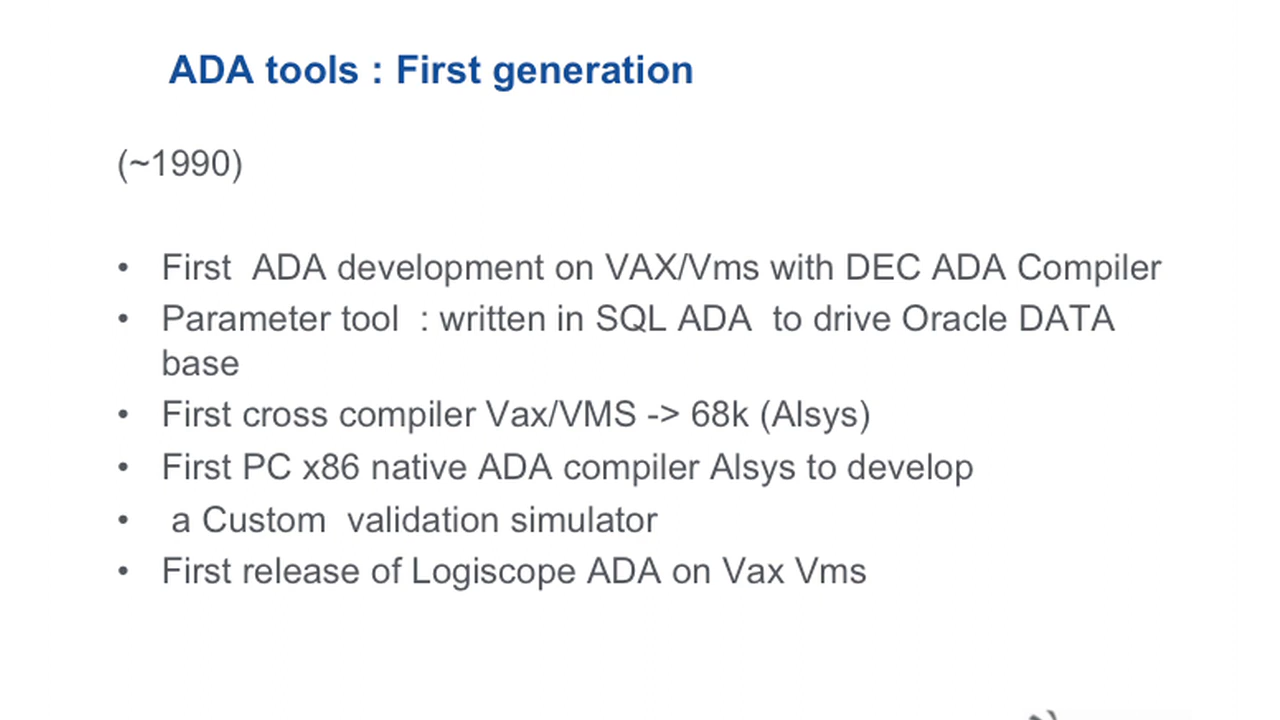 ADA tools : First generation
(~1990)
• First  ADA development on VAX/Vms with DEC ADA Compiler
• Parameter tool  : written in SQL ADA  to drive Oracle DATA
base
• First cross compiler Vax/VMS -> 68k (Alsys)
• First PC x86 native ADA compiler Alsys to develop
•  a Custom  validation simulator
• First release of Logiscope ADA on Vax Vms